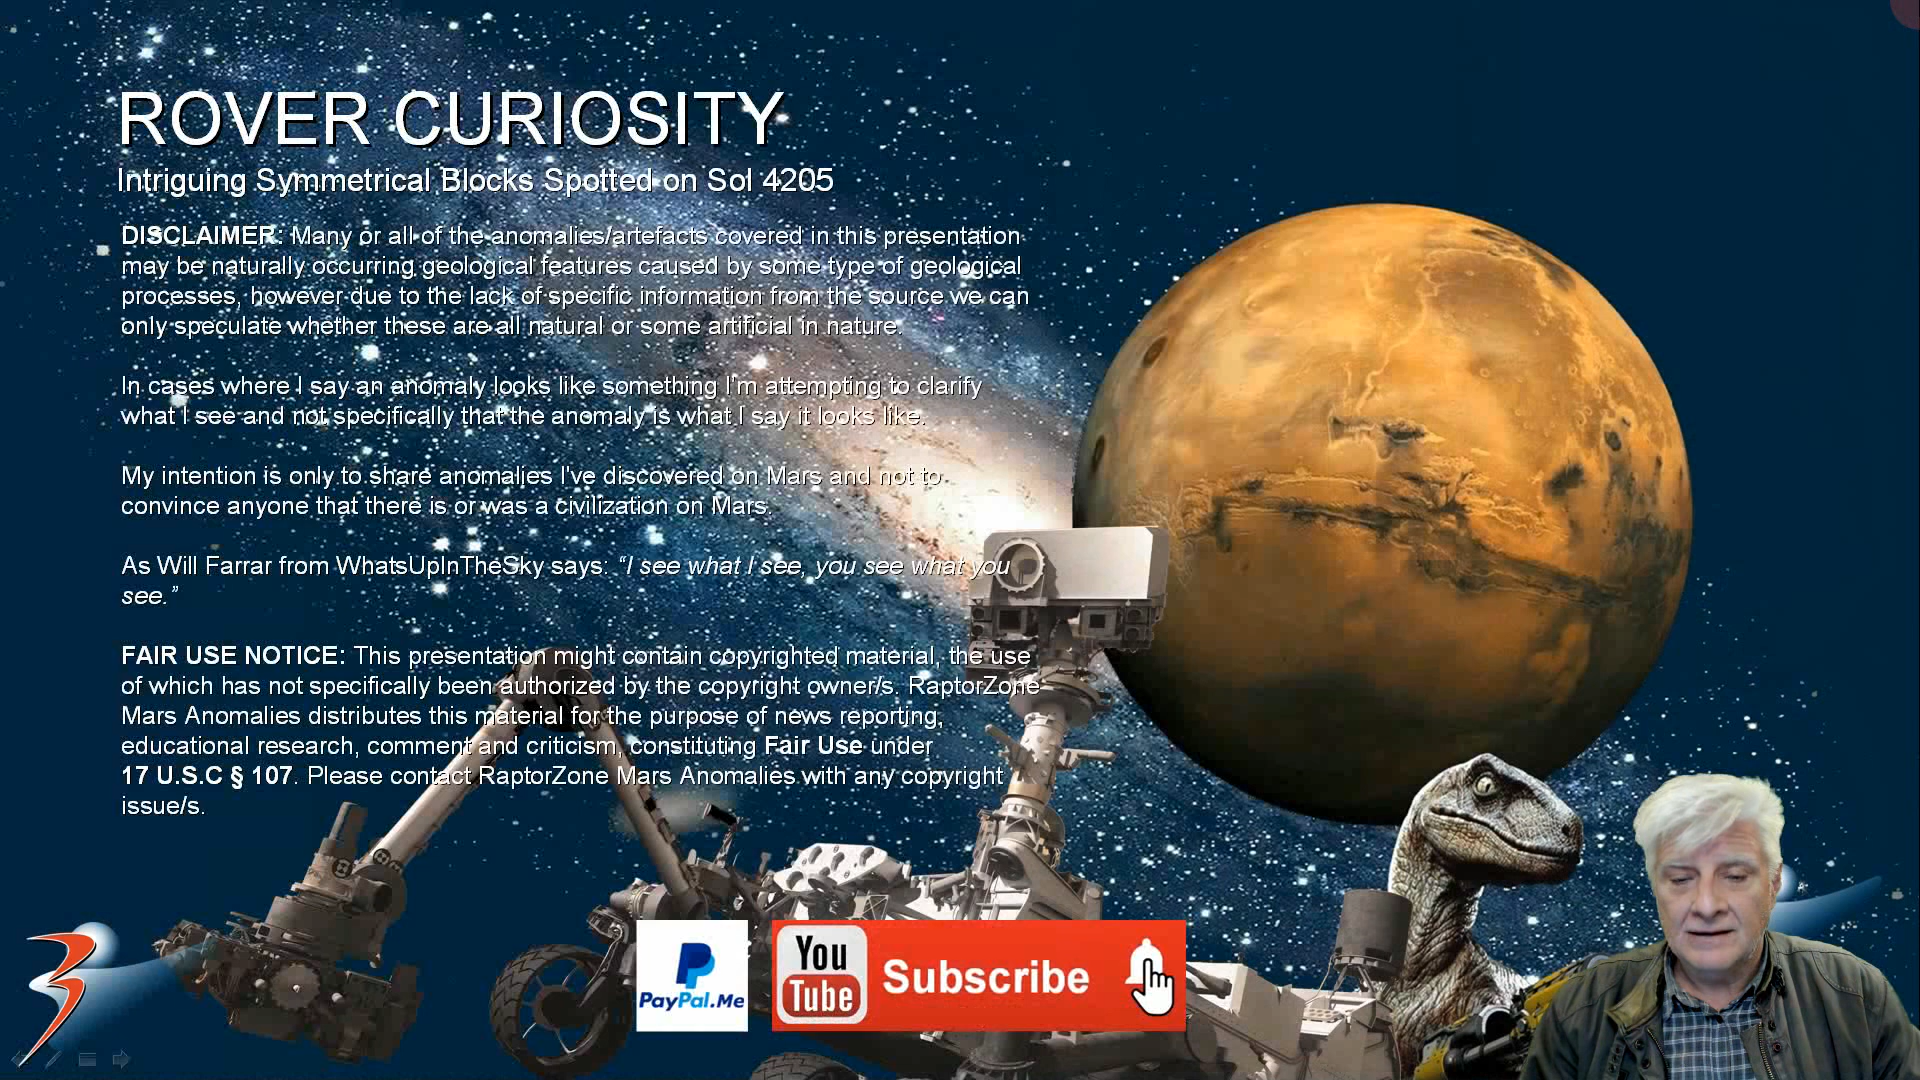 ROVER CURIOSITY
Intriguing Symmetrical Blocks Spotted on Sol 4205
DISCLAIMER: Many or all of the anomalies/artefacts covered in this presentation
may be naturally occurring geological features caused by some type of geological
processes, however due to the lack of specific information from the source we can
only speculate whether these are all natural or some artificial in nature.
In cases where I say an anomaly looks like something I'm attempting to clarify
what I see and not specifically that the anomaly is what I say it looks like.
My intention is only to share anomalies I've discovered on Mars and not to
convince anyone that there is or was a civilization on Mars.
As Will Farrar from WhatsUpInTheSky says: “I see what I see, you see what you
see.”
FAIR USE NOTICE: This presentation might contain copyrighted material, the use
of which has not specifically been authorized by the copyright owner/s. RaptorZone
Mars Anomalies distributes this material for the purpose of news reporting,
educational research, comment and criticism, constituting Fair Use under
17 U.S.C § 107. Please contact RaptorZone Mars Anomalies with any copyright
issue/s.
PayPal.Me
You
Tube
Subscribe